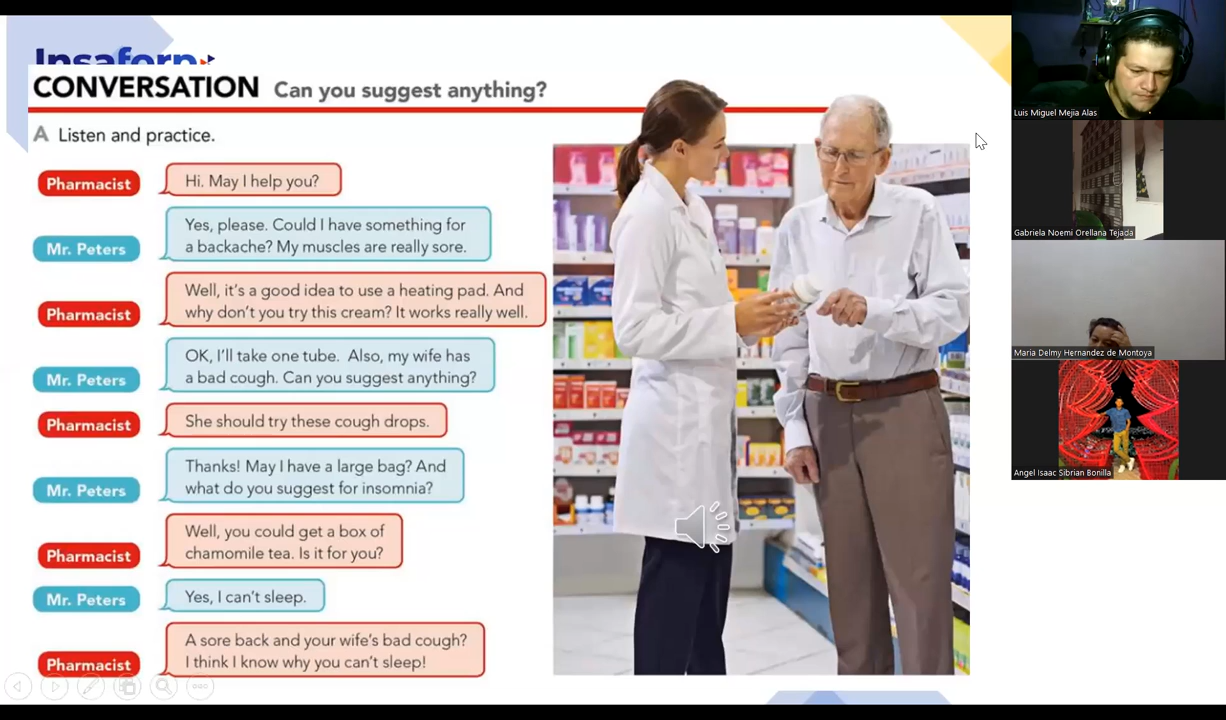 Insaforp
CONVERSATION Can you suggest anything?
A Listen and practice.
Pharmacist
Hi. May I help you?
Mr. Peters
Yes, please. Could I have something for
a backache? My muscles are really sore.
Pharmacist
Well, it's a good idea to use a heating pad. And
why don't you try this cream? It works really well.
Mr. Peters
OK, I'll take one tube. Also, my wife has
a bad cough. Can you suggest anything?
Pharmacist
She should try these cough drops.
Mr. Peters
Thanks! May I have a large bag? And
what do you suggest for insomnia?
Pharmacist
Well, you could get a box of
chamomile tea. Is it for you?
Mr. Peters
Yes, I can't sleep.
Pharmacist
A sore back and your wife's bad cough?
I think I know why you can't sleep!
Luis Miguel Mejia Alas
Gabriela Noemi Orellana Tejada
Maria Delmy Hernandez de Montoya
Angel Isaac Sibrian Bonilla